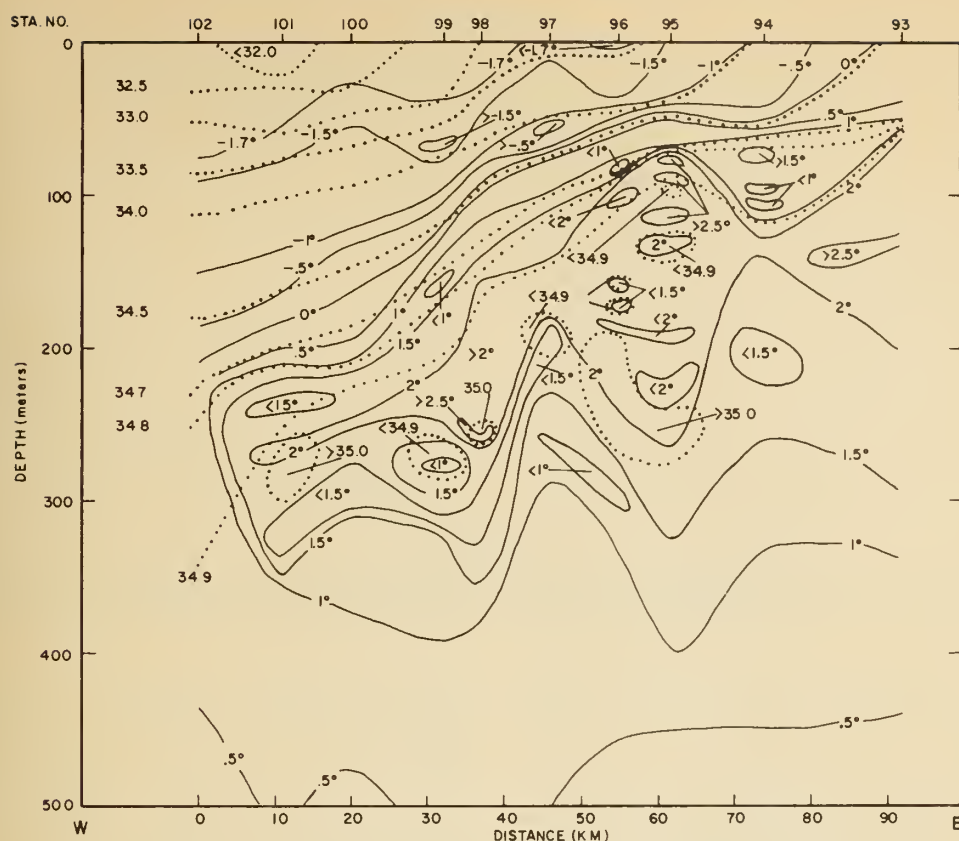 STA. NO. 102 101 100 99 98 97 96 95 94 93
0
<32.0 <-1.7° -1.7° -1.5° -1° -.5° 0°
32.5
33.0 >-1.5° .5° 1°
-1.7° -1.5° >-.5° <1° >1.5°
33.5
100 <1° 2°
34.0 <2° >2.5°
-1° <34.9 2° <34.9 >2.5°
-.5° <34.9 <1.5°
34.5 0° 1° <1° <2° 2°
200 .5° 1.5° >2° <1.5°
34.7 2° 35.0 <1.5° 2° <2°
<1.5° >2.5° >35.0
34.8 <34.9
2° >35.0 <1° <1° 1.5°
300 <1.5° 1.5°
1.5°
34.9 1° 1°
400
.5° .5°
.5°
500
DEPTH (meters)
W 0 10 20 30 40 50 60 70 80 90 E
DISTANCE (KM)